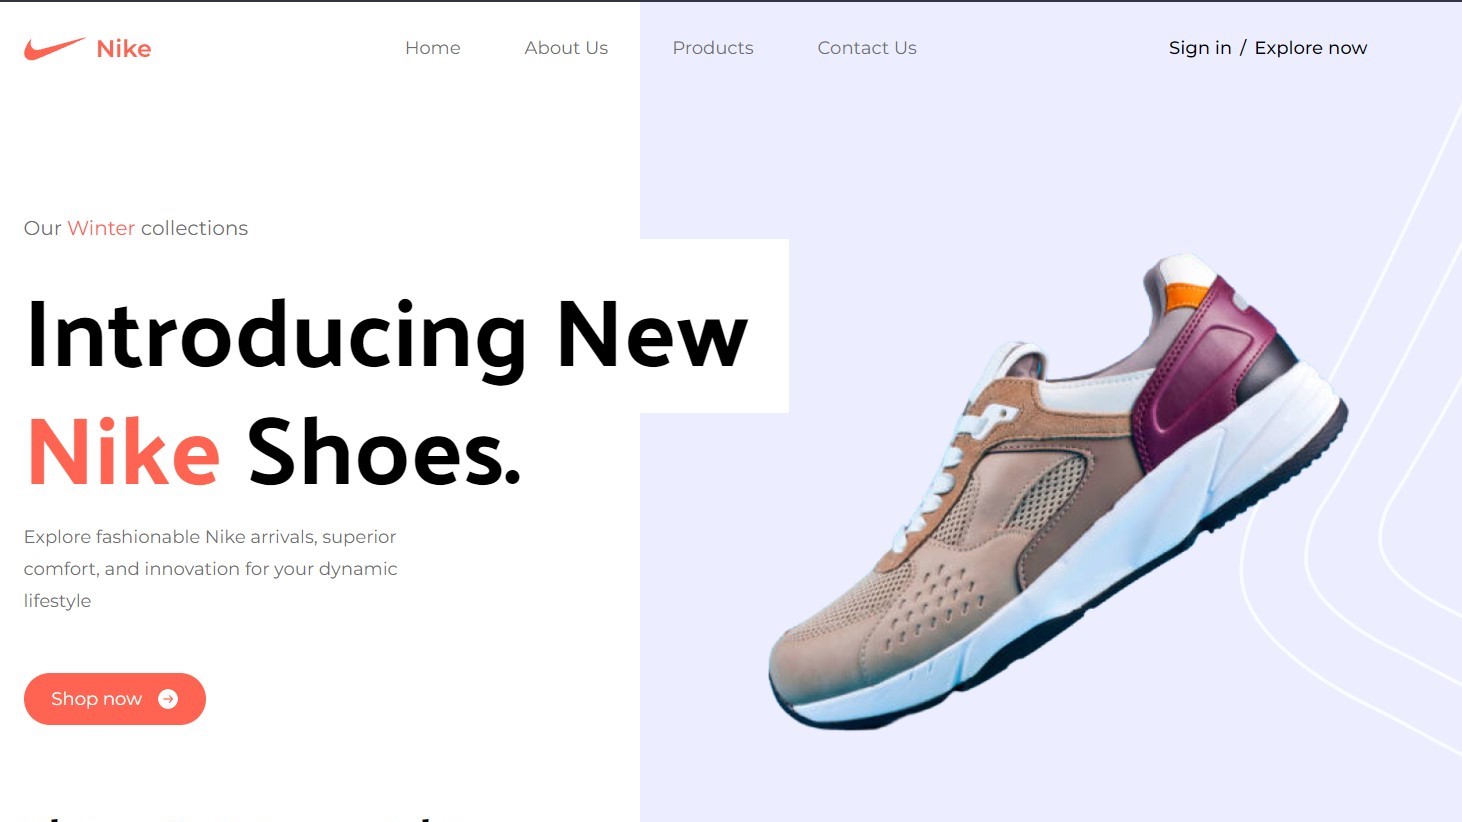 Nike
Home About Us Products Contact Us Sign in / Explore now
Our Winter collections
Introducing New
Nike Shoes.
Explore fashionable Nike arrivals, superior
comfort, and innovation for your dynamic
lifestyle
Shop now